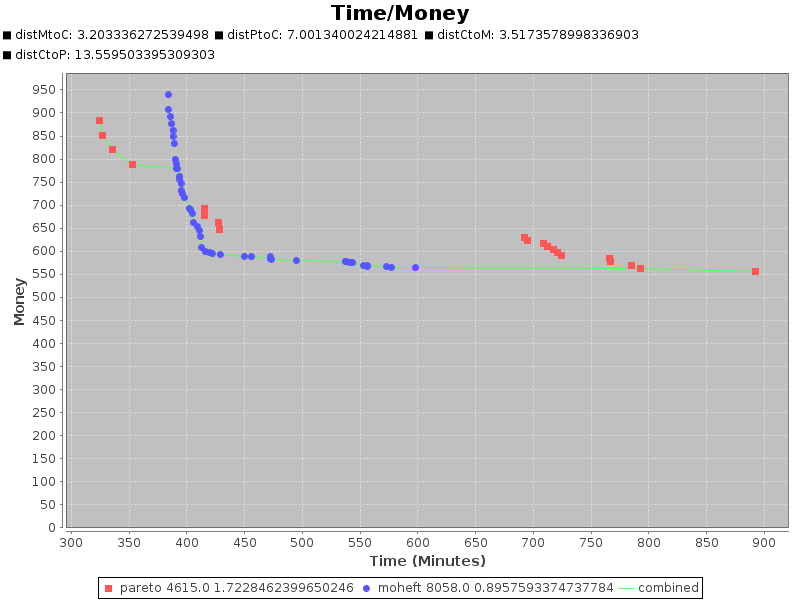 Time/Money
distMtoC: 3.203336272539498 distPtoC: 7.001340024214881 distCtoM: 3.5173578998336903
distCtoP: 13.559503395309303
950
900
850
800
750
700
650
600
550
500
450
400
350
300
250
200
150
100
50
0
Money
300 350 400 450 500 550 600 650 700 750 800 850 900
Time (Minutes)
pareto 4615.0 1.7228462399650246 moheft 8058.0 0.8957593374737784 combined